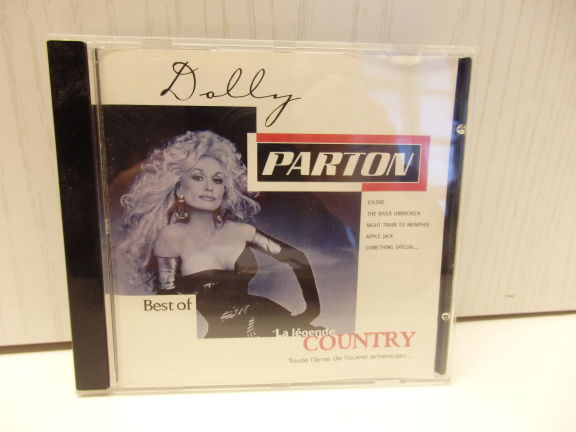 Dolly
PARTON
JOLENE
THE RIVER UNBROKEN
NIGHT TRAIN TO MEMPHIS
APPLE JACK
SOMETHING SPECIAL...
Best of
La légende
COUNTRY
Toute l'âme de l'ouest américain...